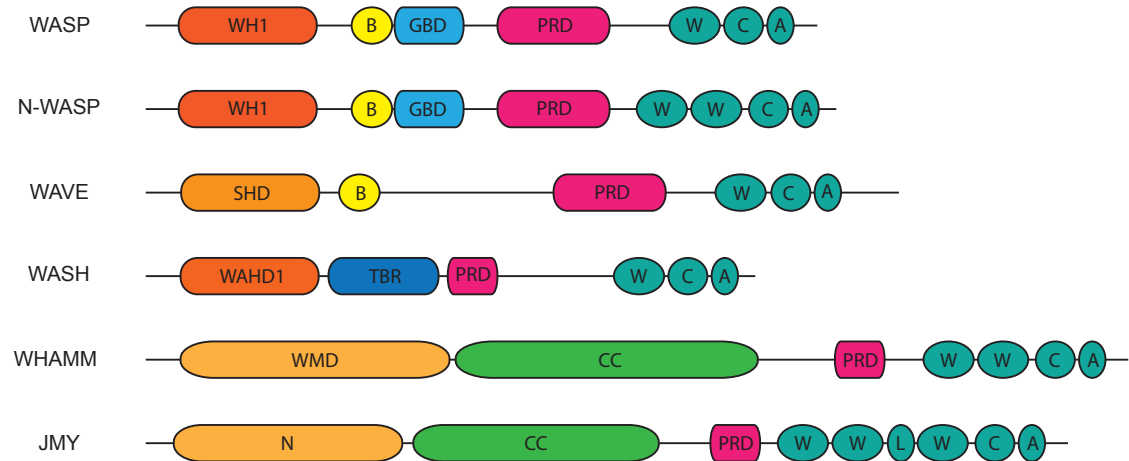 WASP WH1 B GBD PRD W C A
N-WASP WH1 B GBD PRD W W C A
WAVE SHD B PRD W C A
WASH WAHD1 TBR PRD W C A
WHAMM WMD CC PRD W W C A
JMY N CC PRD W W L W C A